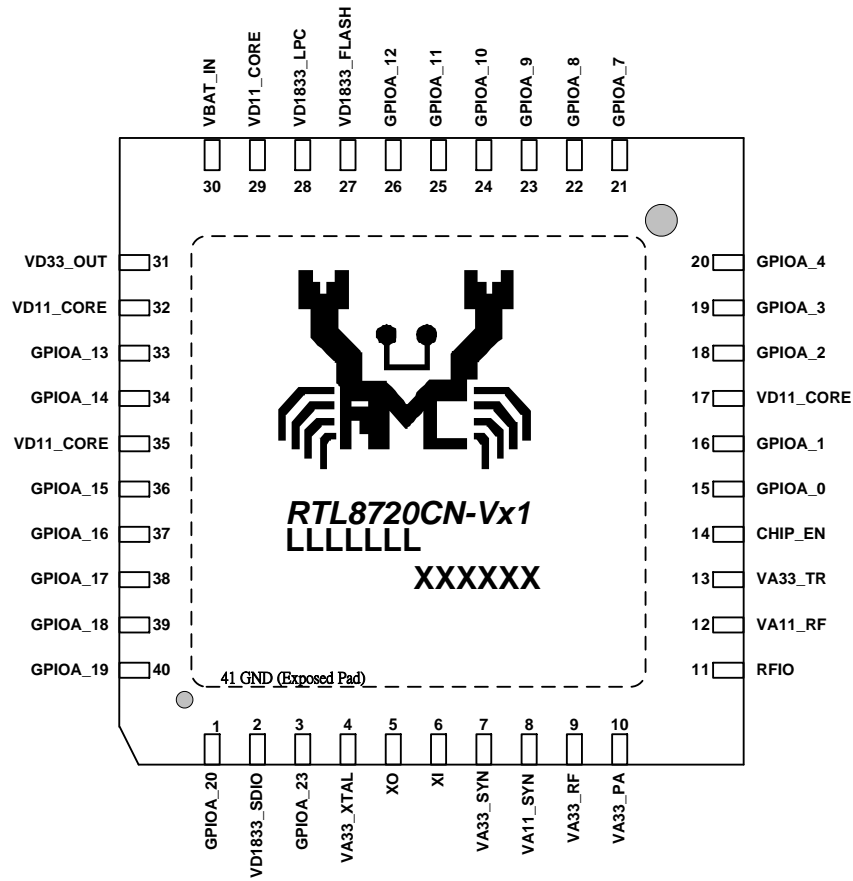 VBAT_IN
VD11_CORE
VD1833_LPC
VD1833_FLASH
GPIOA_12
GPIOA_11
GPIOA_10
GPIOA_9
GPIOA_8
GPIOA_7
30 29 28 27 26 25 24 23 22 21
VD33_OUT 31
VD11_CORE 32
GPIOA_13 33
GPIOA_14 34
VD11_CORE 35
GPIOA_15 36
GPIOA_16 37
GPIOA_17 38
GPIOA_18 39
GPIOA_19 40
RTL8720CN-Vx1
LLLLLLL
XXXXXX
41 GND (Exposed Pad)
20 GPIOA_4
19 GPIOA_3
18 GPIOA_2
17 VD11_CORE
16 GPIOA_1
15 GPIOA_0
14 CHIP_EN
13 VA33_TR
12 VA11_RF
11 RFIO
1 2 3 4 5 6 7 8 9 10
GPIOA_20
VD1833_SDIO
GPIOA_23
VA33_XTAL
XO
XI
VA33_SYN
VA11_SYN
VA33_RF
VA33_PA